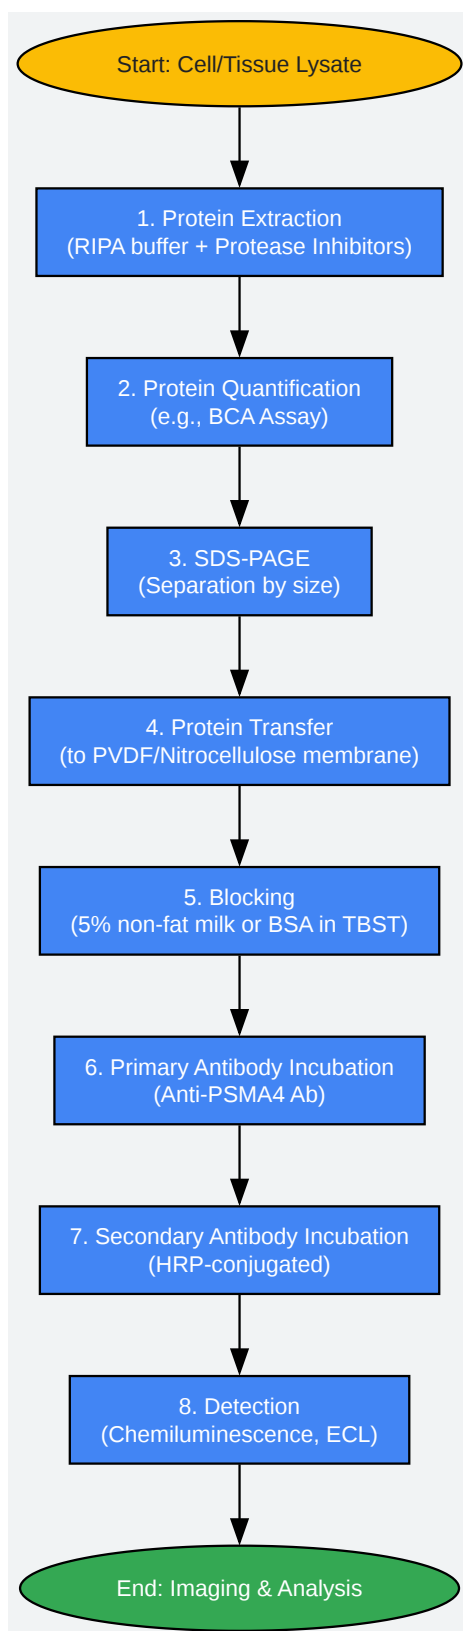 Start: Cell/Tissue Lysate
1. Protein Extraction
(RIPA buffer + Protease Inhibitors)
2. Protein Quantification
(e.g., BCA Assay)
3. SDS-PAGE
(Separation by size)
4. Protein Transfer
(to PVDF/Nitrocellulose membrane)
5. Blocking
(5% non-fat milk or BSA in TBST)
6. Primary Antibody Incubation
(Anti-PSMA4 Ab)
7. Secondary Antibody Incubation
(HRP-conjugated)
8. Detection
(Chemiluminescence, ECL)
End: Imaging & Analysis